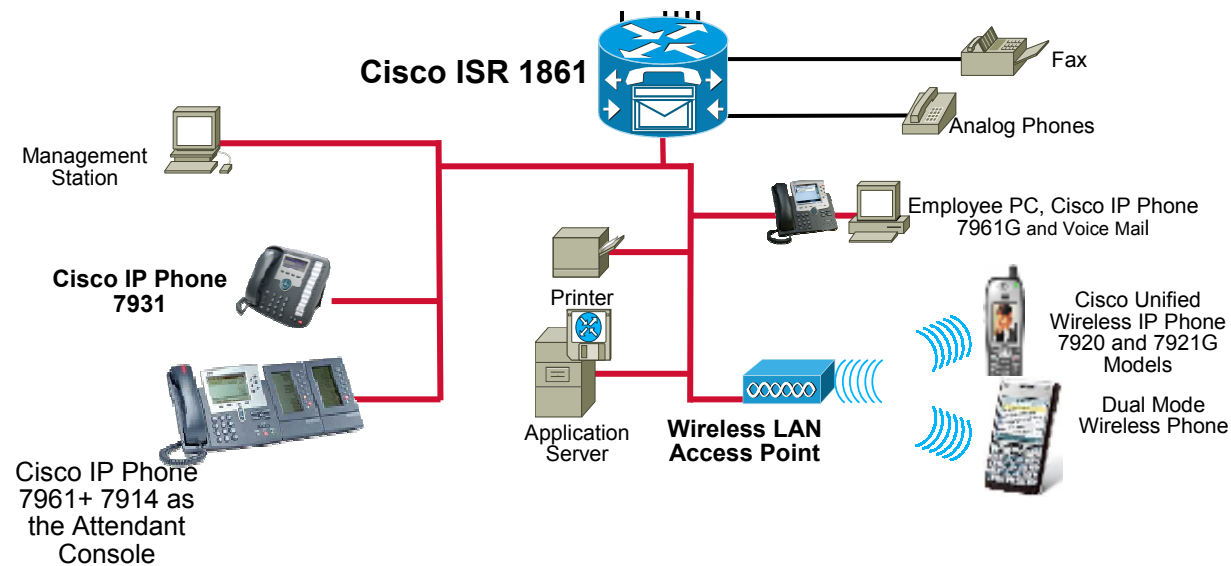 Cisco ISR 1861
Fax
Analog Phones
Management
Station
Employee PC, Cisco IP Phone
7961G and Voice Mail
Cisco IP Phone
7931
Printer
Cisco Unified
Wireless IP Phone
7920 and 7921G
Models
Application
Server
Wireless LAN
Access Point
Dual Mode
Wireless Phone
Cisco IP Phone
7961+ 7914 as
the Attendant
Console